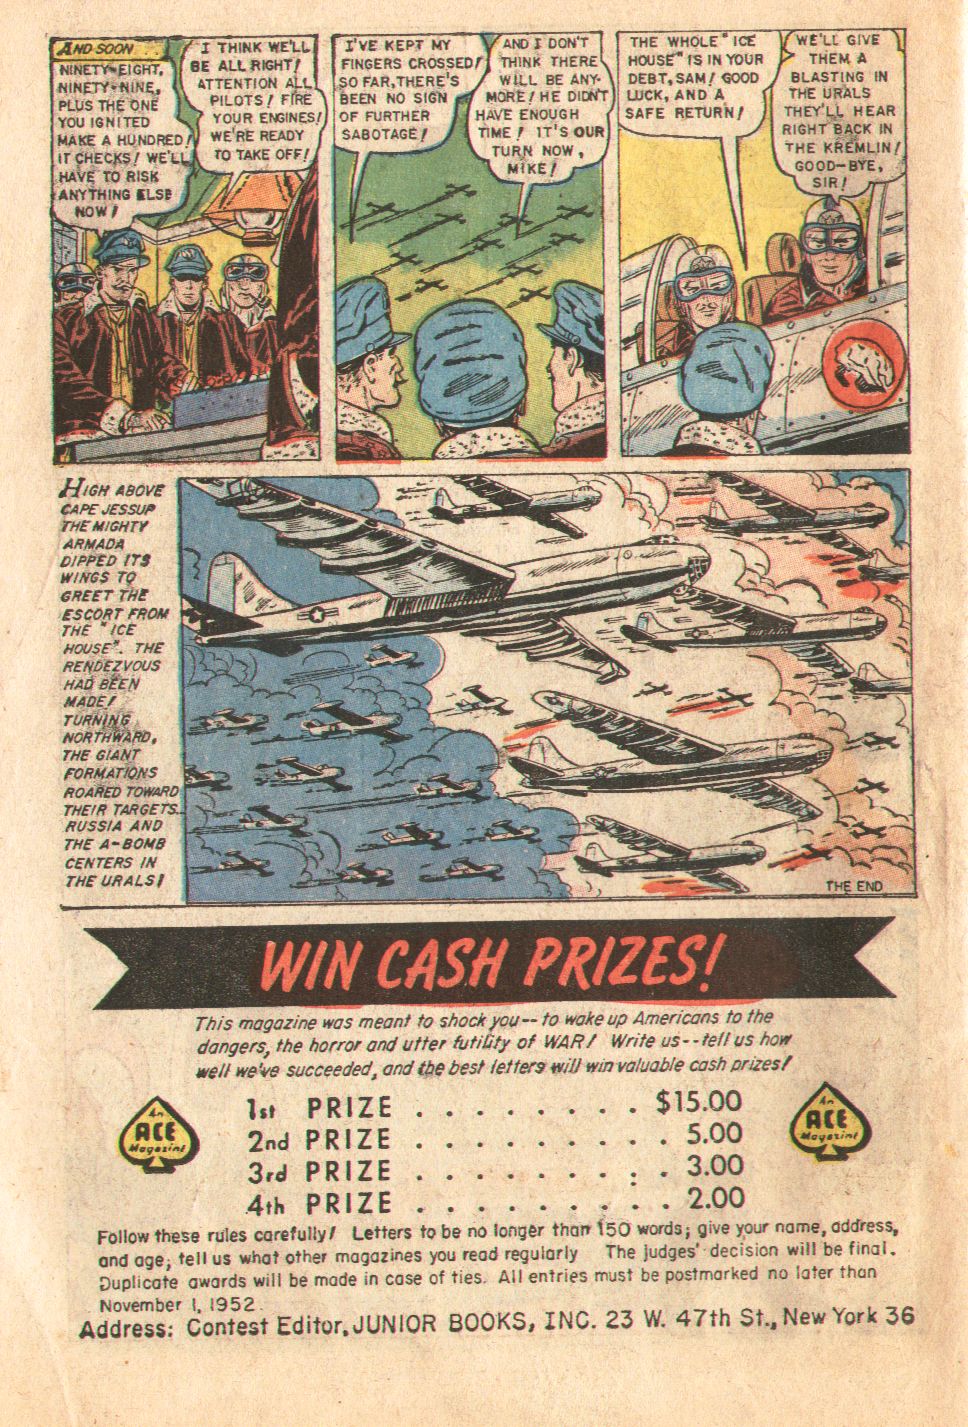 AND SOON...
NINETY-EIGHT,
NINETY-NINE,
PLUS THE ONE
YOU IGNITED
MAKE A HUNDRED!
IT CHECKS! WE'LL
HAVE TO RISK
ANYTHING ELSE
NOW!
I THINK WE'LL
BE ALL RIGHT!
ATTENTION ALL
PILOTS! FIRE
YOUR ENGINES!
WE'RE READY
TO TAKE OFF!
I'VE KEPT MY
FINGERS CROSSED!
SO FAR, THERE'S
BEEN NO SIGN
OF FURTHER
SABOTAGE!
AND I DON'T
THINK THERE
WILL BE ANY-
MORE! HE DIDN'T
HAVE ENOUGH
TIME! IT'S OUR
TURN NOW,
MIKE!
THE WHOLE "ICE
HOUSE" IS IN YOUR
DEBT, SAM! GOOD
LUCK, AND A
SAFE RETURN!
WE'LL GIVE
THEM A
BLASTING IN
THE URALS
THEY'LL HEAR
RIGHT BACK IN
THE KREMLIN!
GOOD-BYE,
SIR!
HIGH ABOVE
CAPE JESSUP
THE MIGHTY
ARMADA
DIPPED ITS
WINGS TO
GREET THE
ESCORT FROM
THE "ICE
HOUSE". THE
RENDEZVOUS
HAD BEEN
MADE!
TURNING
NORTHWARD,
THE GIANT
FORMATIONS
ROARED TOWARD
THEIR TARGETS...
RUSSIA AND
THE A-BOMB
CENTERS IN
THE URALS!
THE END
WIN CASH PRIZES!
This magazine was meant to shock you--to wake up Americans to the
dangers, the horror and utter futility of WAR! Write us--tell us how
well we've succeeded, and the best letters will win valuable cash prizes!
An
ACE
Magazine
1st PRIZE . . . . . . . . . $15.00
2nd PRIZE . . . . . . . . . 5.00
3rd PRIZE . . . . . . . . . 3.00
4th PRIZE . . . . . . . . . 2.00
An
ACE
Magazine
Follow these rules carefully! Letters to be no longer than 150 words; give your name, address,
and age; tell us what other magazines you read regularly The judges' decision will be final.
Duplicate awards will be made in case of ties. All entries must be postmarked no later than
November 1, 1952.
Address: Contest Editor, JUNIOR BOOKS, INC. 23 W. 47th St., New York 36